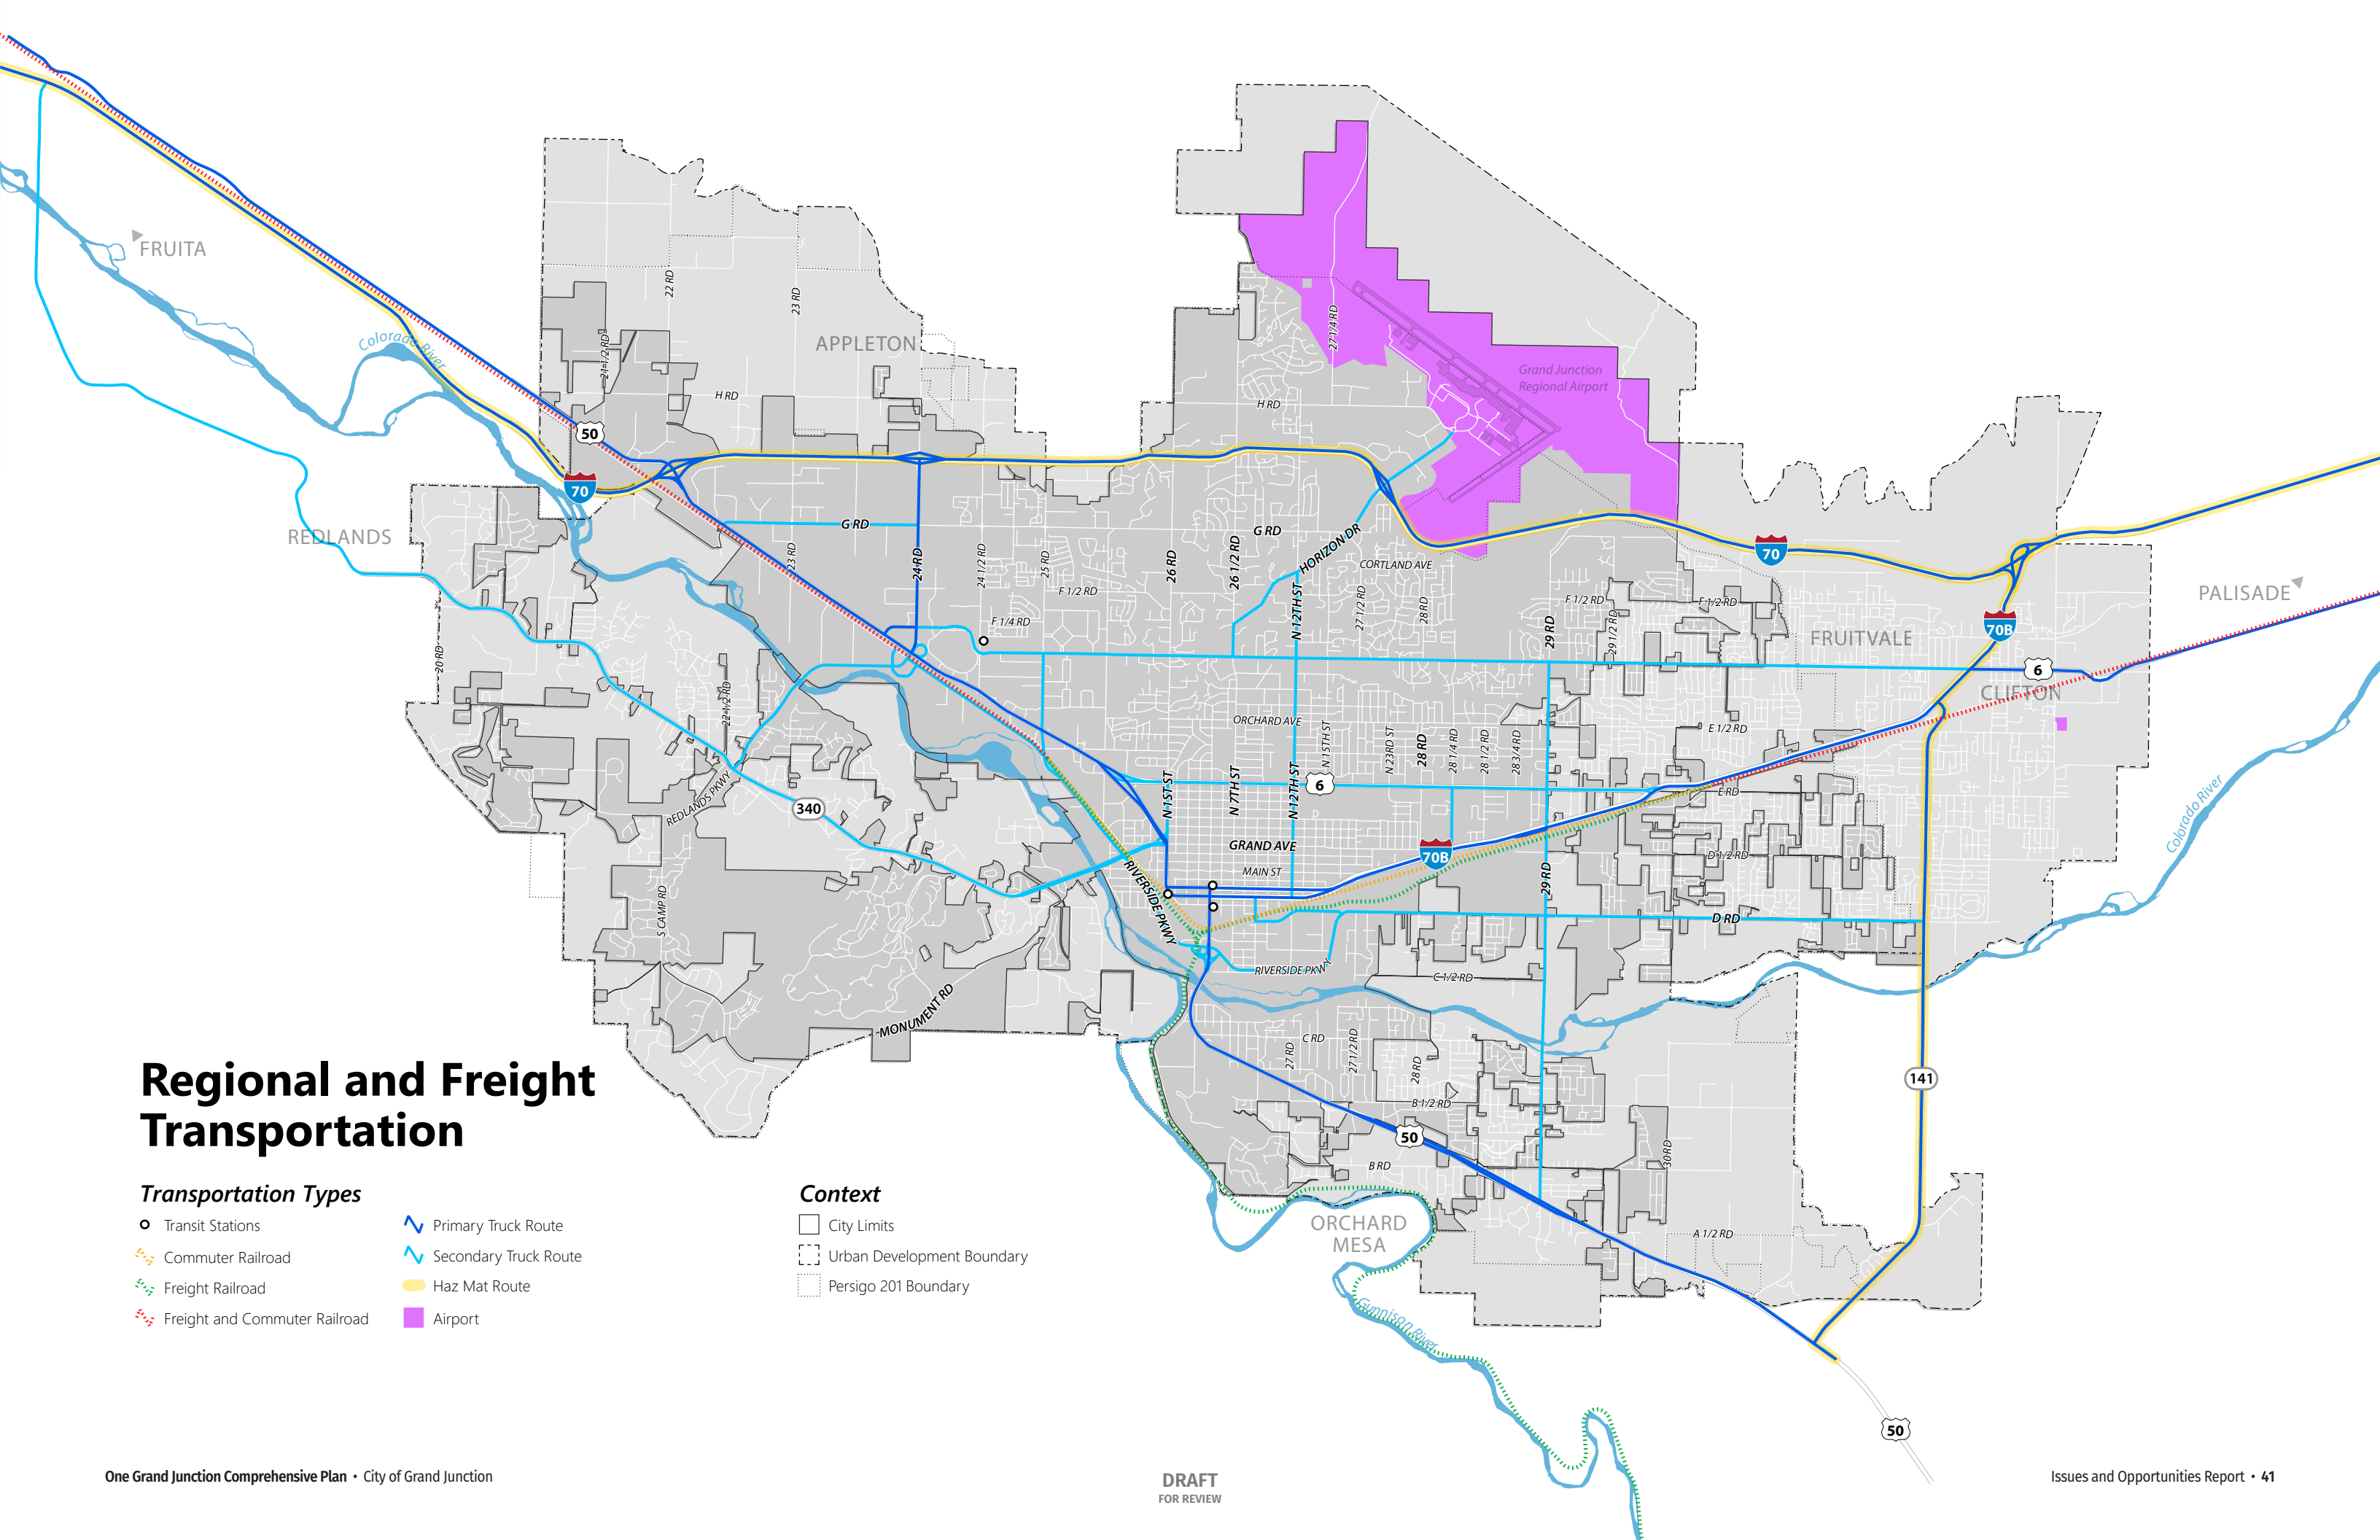 FRUITA
Colorado River
APPLETON
22 RD
23 RD
21 1/2 RD
H RD
50
70
27 1/4 RD
Grand Junction
Regional Airport
H RD
REDLANDS
G RD
23 RD
24 RD
24 1/2 RD
25 RD
26 RD
26 1/2 RD
G RD
HORIZON DR
CORTLAND AVE
F 1/2 RD
N 12TH ST
27 1/2 RD
28 RD
29 RD
F 1/2 RD
29 1/2 RD
F 1/2 RD
70
FRUITVALE
70B
PALISADE
F 1/4 RD
20 RD
22 1/2 RD
6
CLIFTON
ORCHARD AVE
N 15TH ST
N 23RD ST
28 RD
28 1/4 RD
28 1/2 RD
28 3/4 RD
E 1/2 RD
REDLANDS PKWY
340
N 1ST ST
N 7TH ST
N 12TH ST
6
E RD
Colorado River
GRAND AVE
MAIN ST
70B
D 1/2 RD
29 RD
RIVERSIDE PKWY
D RD
S CAMP RD
RIVERSIDE PKWY
C 1/2 RD
MONUMENT RD
C RD
27 RD
27 1/2 RD
28 RD
B 1/2 RD
141
50
B RD
30 RD
ORCHARD
MESA
A 1/2 RD
Gunnison River
50
Regional and Freight
Transportation
Transportation Types
Transit Stations
Commuter Railroad
Freight Railroad
Freight and Commuter Railroad
Primary Truck Route
Secondary Truck Route
Haz Mat Route
Airport
Context
City Limits
Urban Development Boundary
Persigo 201 Boundary
One Grand Junction Comprehensive Plan • City of Grand Junction
DRAFT
FOR REVIEW
Issues and Opportunities Report • 41